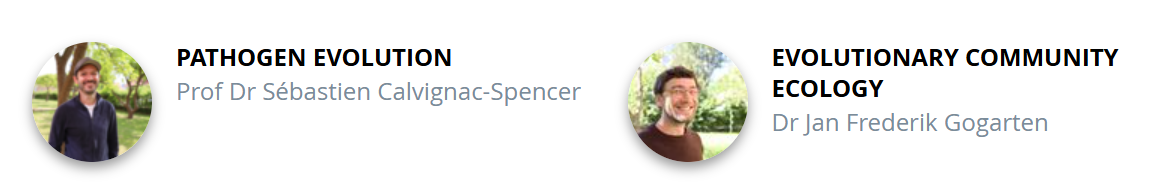 PATHOGEN EVOLUTION
Prof Dr Sébastien Calvignac-Spencer
EVOLUTIONARY COMMUNITY
ECOLOGY
Dr Jan Frederik Gogarten